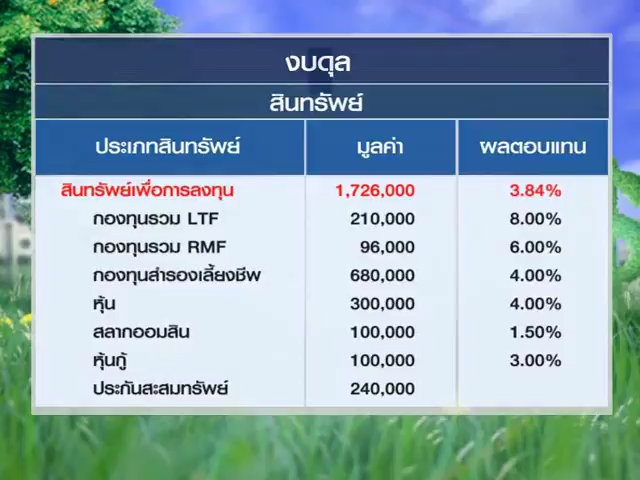 งบดุล
สินทรัพย์
ประเภทสินทรัพย์ มูลค่า ผลตอบแทน
สินทรัพย์เพื่อการลงทุน 1,726,000 3.84%
กองทุนรวม LTF 210,000 8.00%
กองทุนรวม RMF 96,000 6.00%
กองทุนสำรองเลี้ยงชีพ 680,000 4.00%
หุ้น 300,000 4.00%
สลากออมสิน 100,000 1.50%
หุ้นกู้ 100,000 3.00%
ประกันสะสมทรัพย์ 240,000